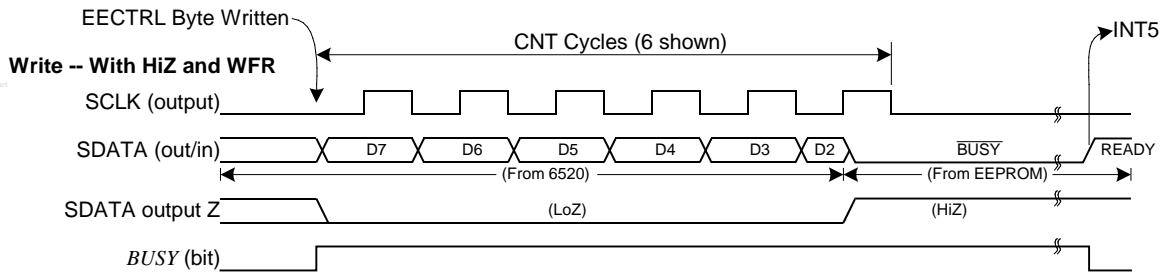 EECTRL Byte Written
INT5
CNT Cycles (6 shown)
Write -- With HiZ and WFR
SCLK (output)
SDATA (out/in) D7 D6 D5 D4 D3 D2 BUSY READY
(From 6520) (From EEPROM)
SDATA output Z (LoZ) (HiZ)
BUSY (bit)